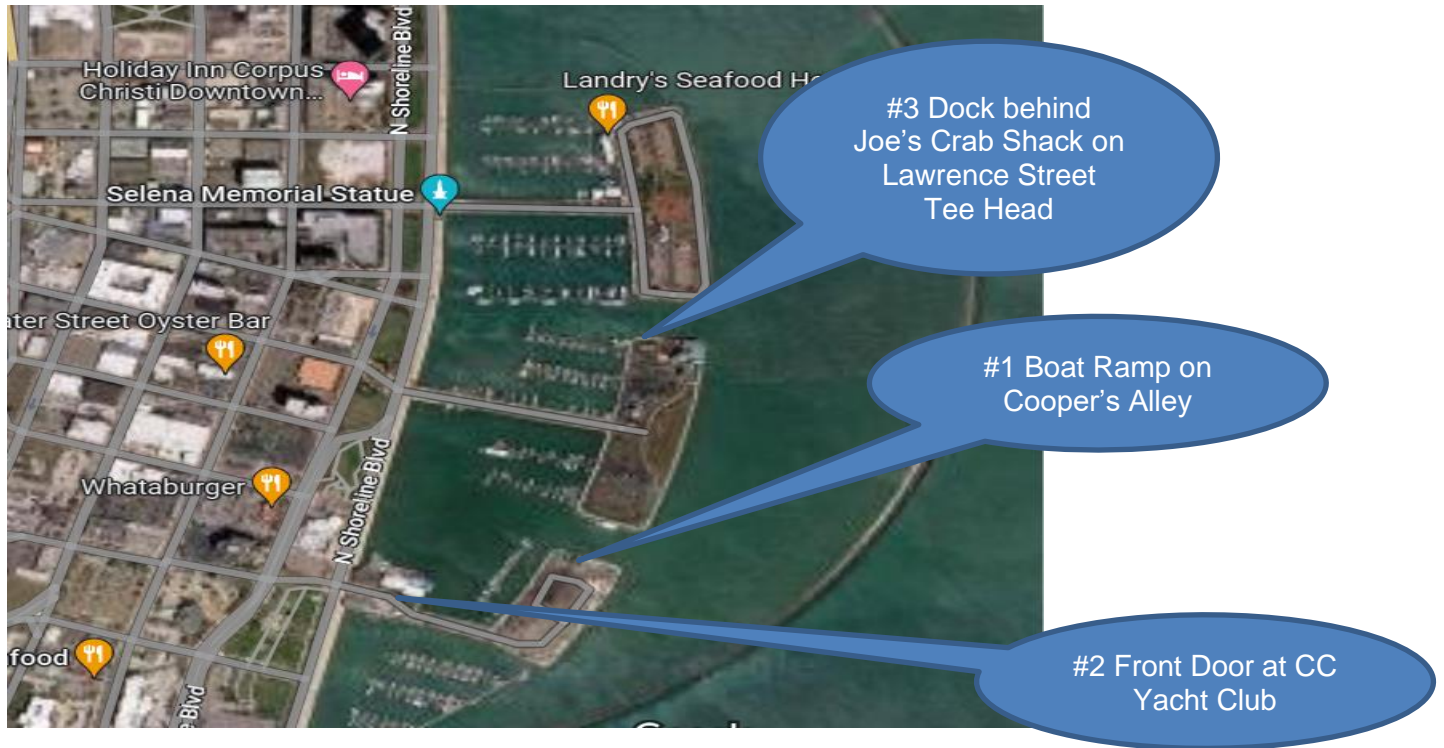 Holiday Inn Corpus
Christi Downtown...
N Shoreline Blvd
Landry's Seafood Ho
#3 Dock behind
Joe's Crab Shack on
Lawrence Street
Tee Head
Selena Memorial Statue
ater Street Oyster Bar
#1 Boat Ramp on
Cooper's Alley
Whataburger
N Shoreline Blvd
food
e Blvd
#2 Front Door at CC
Yacht Club